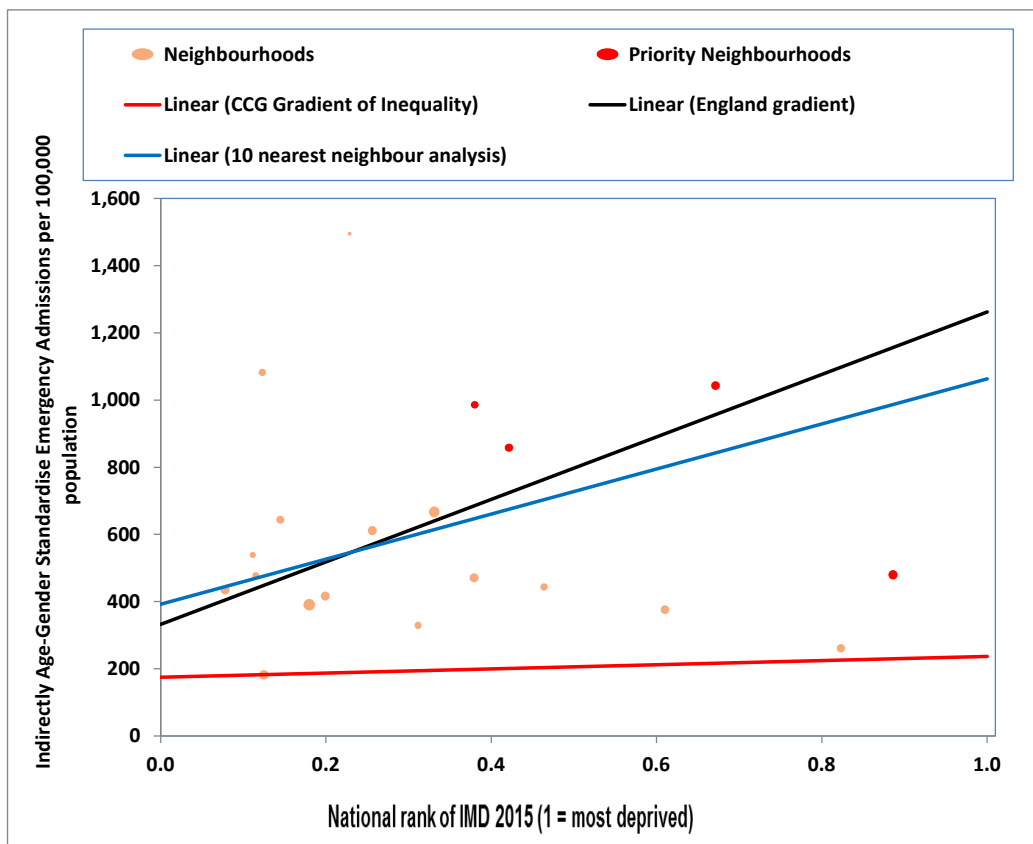 Neighbourhoods
Priority Neighbourhoods
Linear (CCG Gradient of Inequality)
Linear (England gradient)
Linear (10 nearest neighbour analysis)
Indirectly Age-Gender Standardise Emergency Admissions per 100,000
population
1,600
1,400
1,200
1,000
800
600
400
200
0
0.0
0.2
0.4
0.6
0.8
1.0
National rank of IMD 2015 (1 = most deprived)